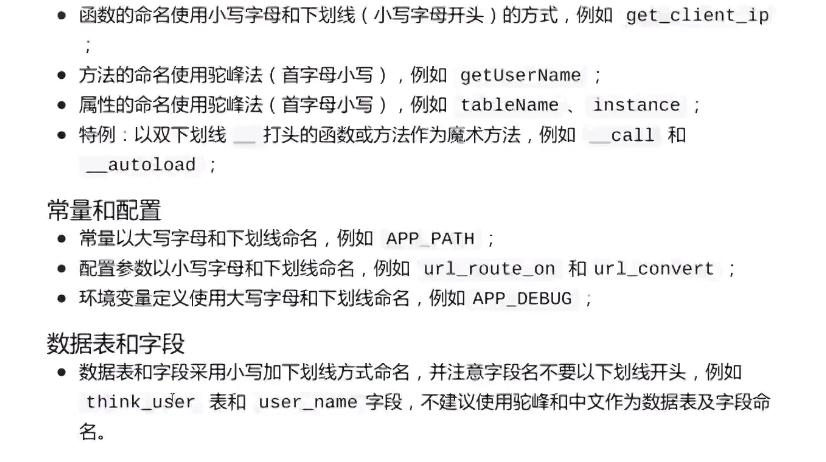 函数的命名使用小写字母和下划线（小写字母开头）的方式，例如 get_client_ip
；
方法的命名使用驼峰法（首字母小写），例如 getUserName ；
属性的命名使用驼峰法（首字母小写），例如 tableName 、 instance ；
特例：以双下划线 __ 打头的函数或方法作为魔术方法，例如 __call 和
__autoload ；
常量和配置
常量以大写字母和下划线命名，例如 APP_PATH ；
配置参数以小写字母和下划线命名，例如 url_route_on 和 url_convert ；
环境变量定义使用大写字母和下划线命名，例如 APP_DEBUG ；
数据表和字段
数据表和字段采用小写加下划线方式命名，并注意字段名不要以下划线开头，例如
think_user 表和 user_name 字段，不建议使用驼峰和中文作为数据表及字段命
名。